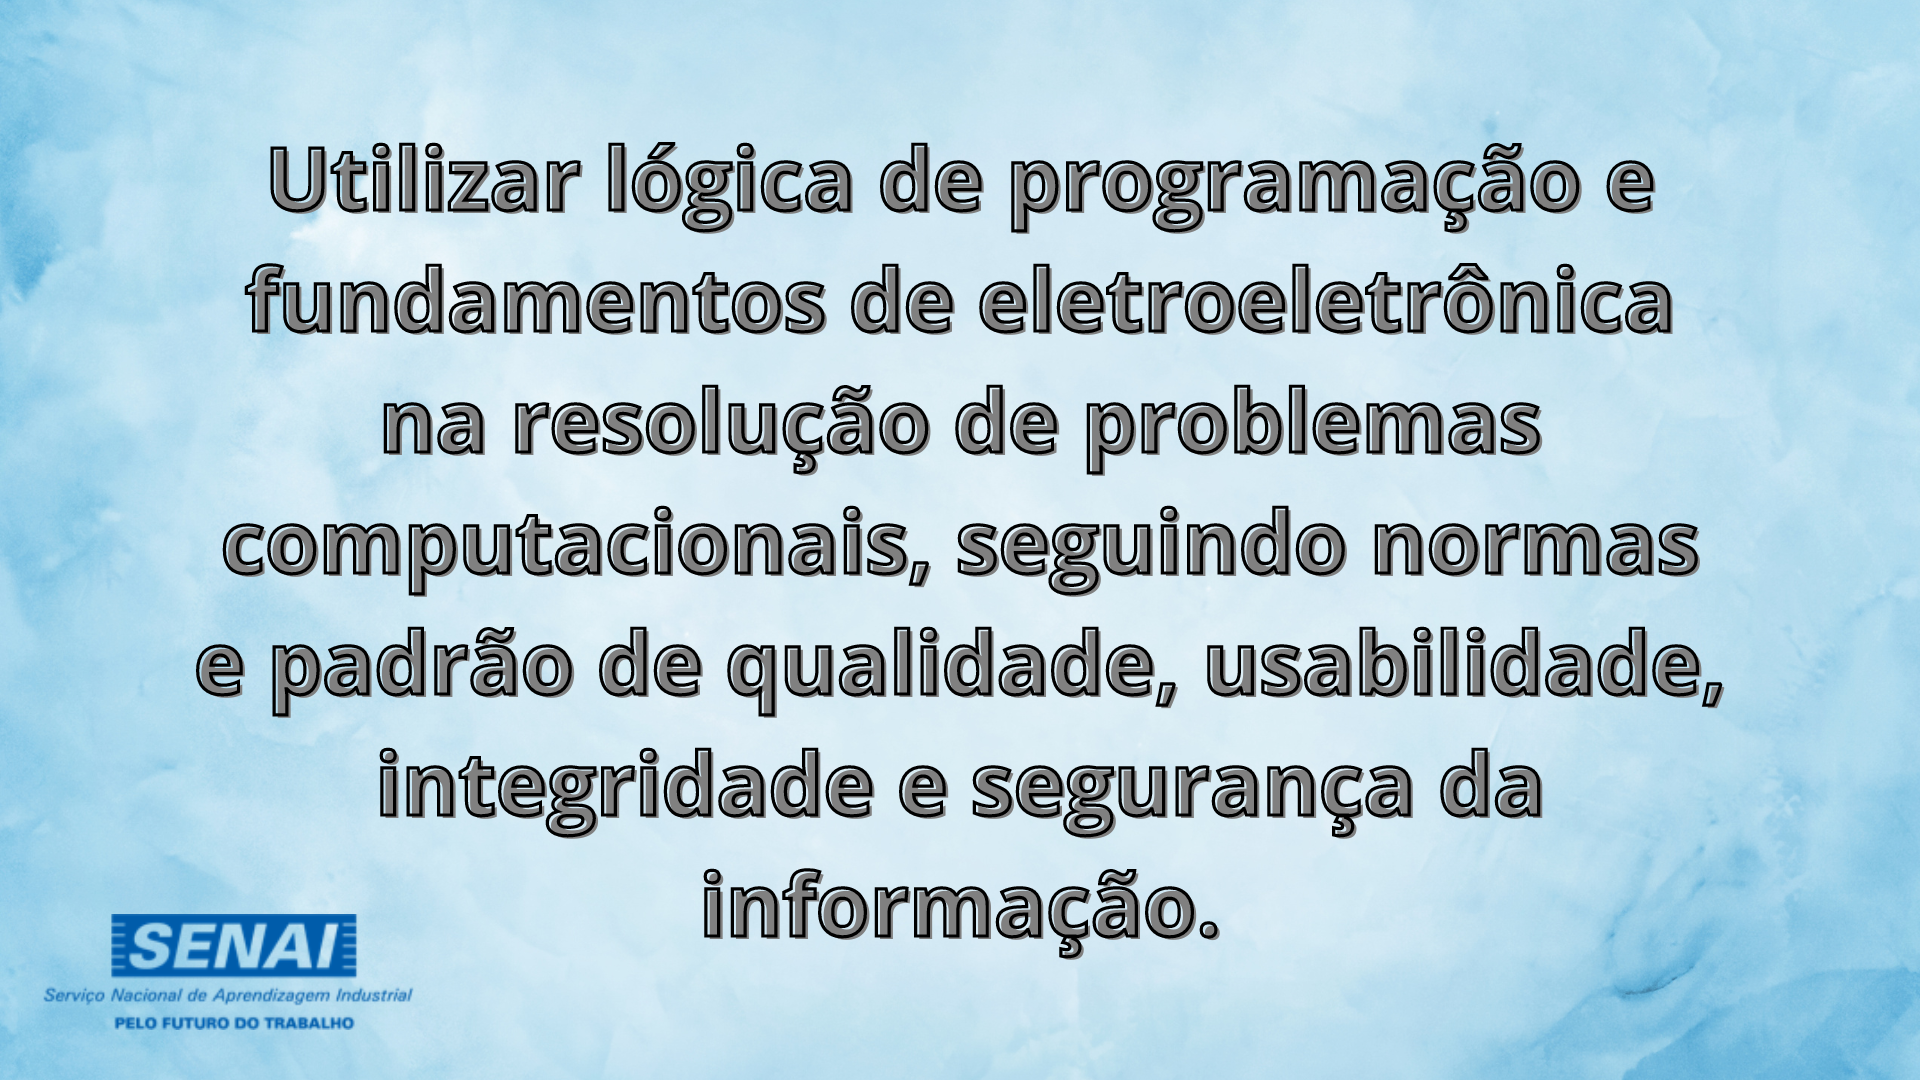 Utilizar lógica de programação e
fundamentos de eletroeletrônica
na resolução de problemas
computacionais, seguindo normas
e padrão de qualidade, usabilidade,
integridade e segurança da
informação.
SENAI
Serviço Nacional de Aprendizagem Industrial
PELO FUTURO DO TRABALHO